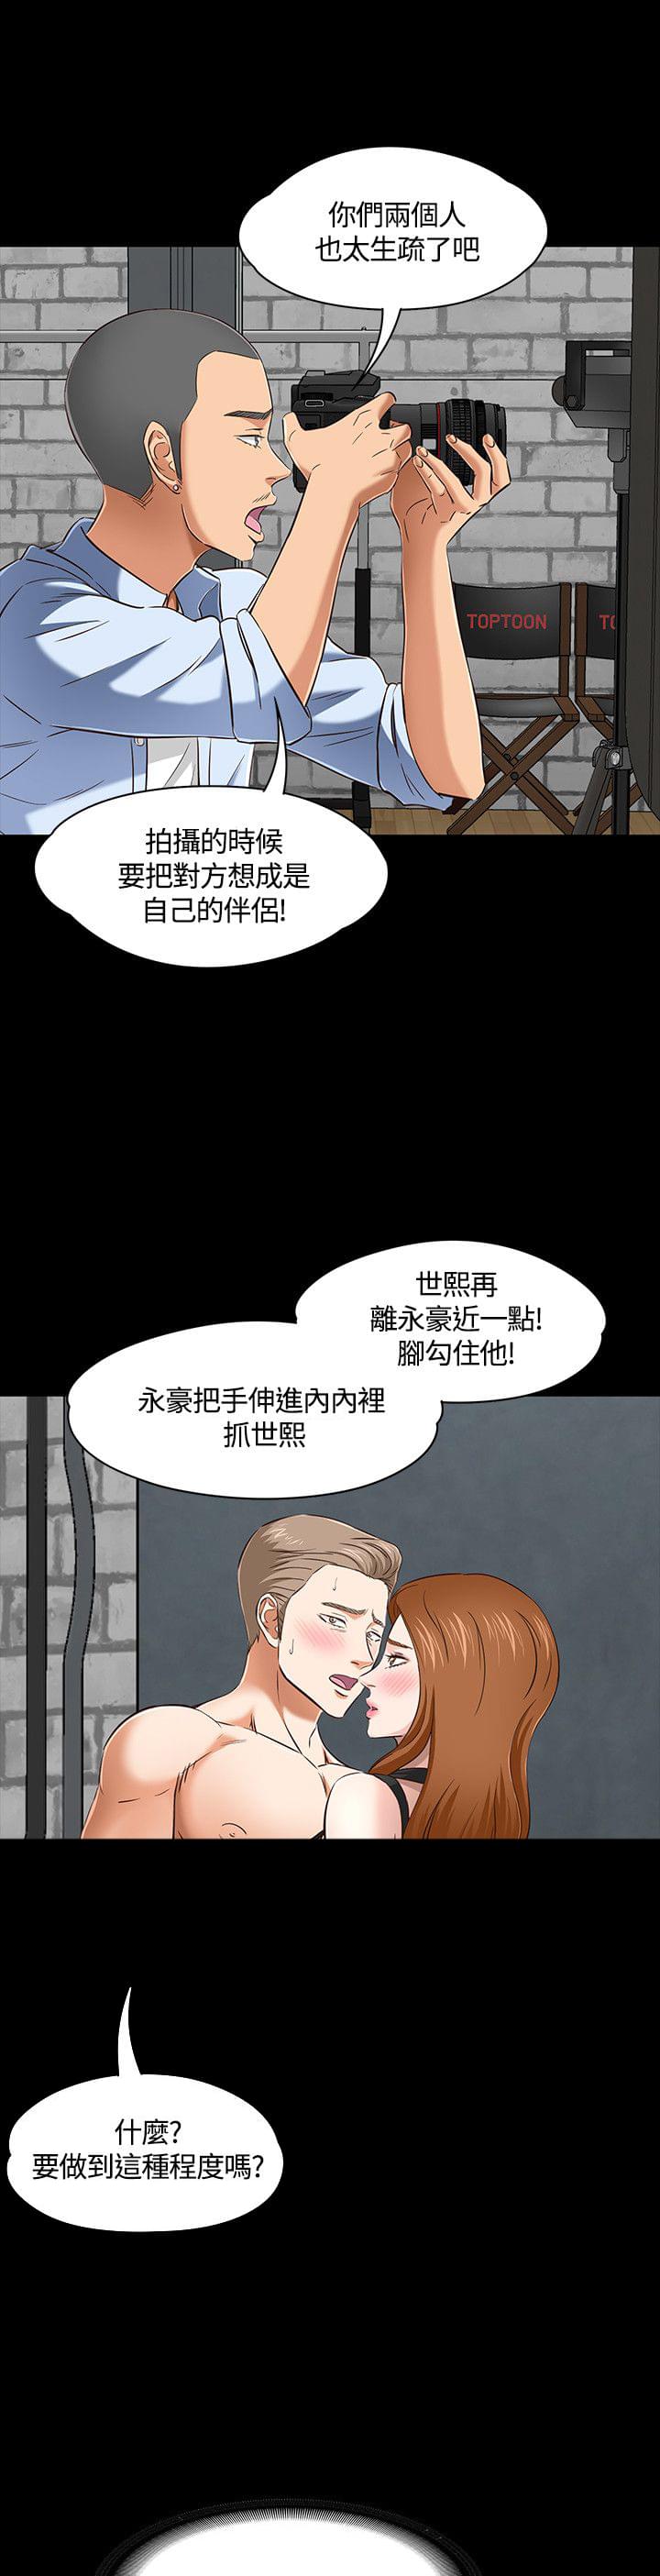 你們兩個人
也太生疏了吧
TOPTOON
TC
拍攝的時候
要把對方想成是
自己的伴侶!
世熙再
離永豪近一點!
腳勾住他!
永豪把手伸進內內裡
抓世熙
什麼?
要做到這種程度嗎?